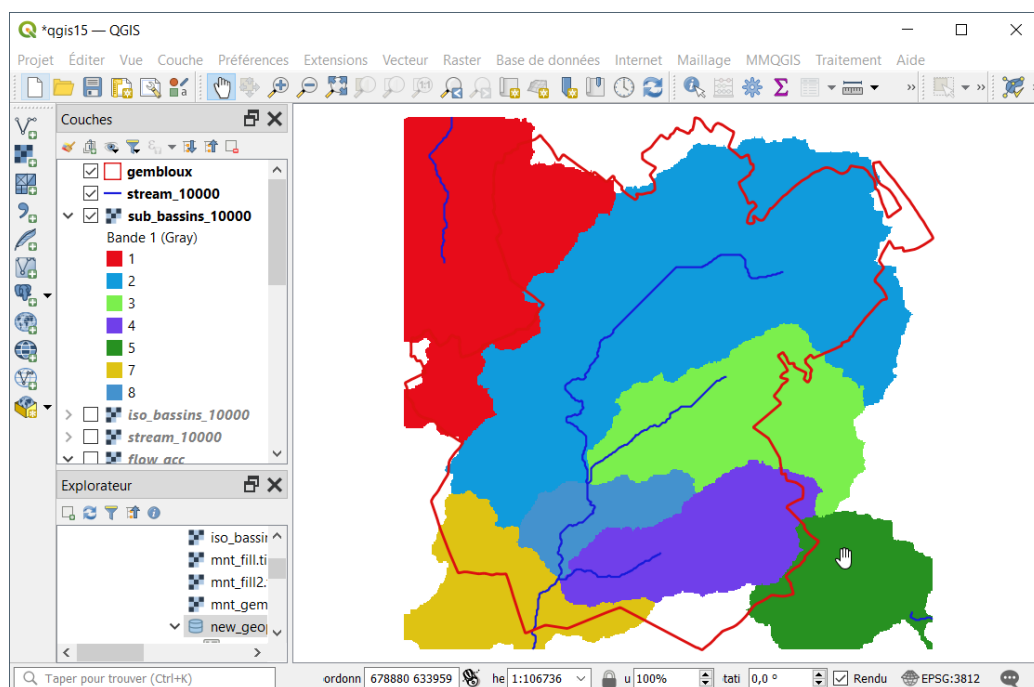 *qgis15 — QGIS
Projet Éditer Vue Couche Préférences Extensions Vecteur Raster Base de données Internet Maillage MMQGIS Traitement Aide
Couches
gembloux
stream_10000
sub_bassins_10000
Bande 1 (Gray)
1
2
3
4
5
7
8
iso_bassins_10000
stream_10000
flow_acc
Explorateur
iso_bassin
mnt_fill.ti
mnt_fill2.
mnt_gem
new_geo
Taper pour trouver (Ctrl+K) ordonn 678880 633959 he 1:106736 u 100% tati 0,0 ° Rendu EPSG:3812